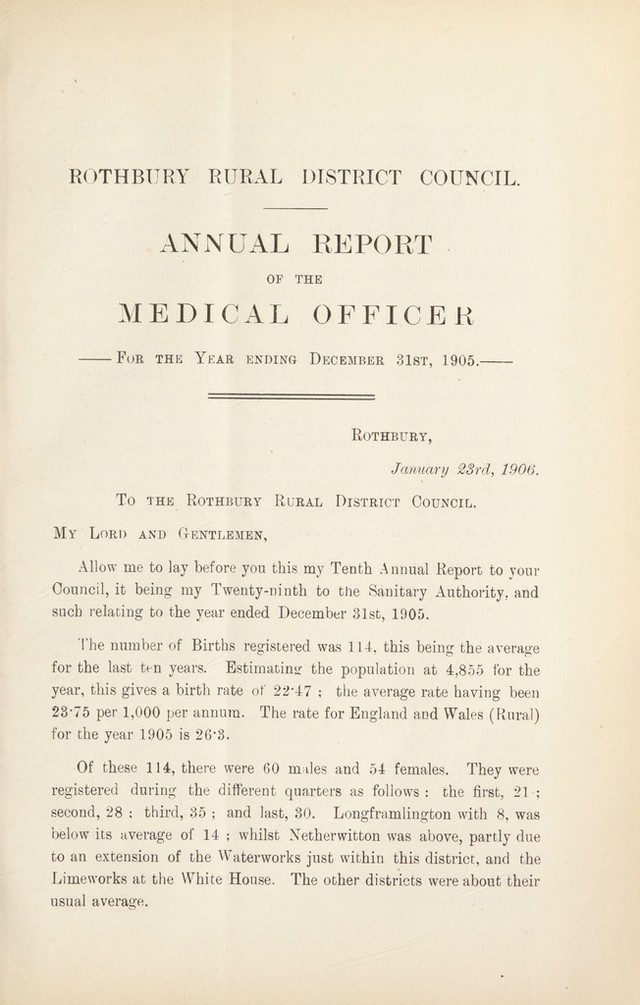 ROTHBURY RURAL DISTRICT COUNCIL.
ANNUAL REPORT
OF THE
MEDICAL OFFICER
—— FOR THE YEAR ENDING DECEMBER 31ST, 1905.——
ROTHBURY,
January 23rd, 1906.
TO THE ROTHBURY RURAL DISTRICT COUNCIL.
MY LORD AND GENTLEMEN,
Allow me to lay before you this my Tenth Annual Report to your
Council, it being my Twenty-ninth to the Sanitary Authority, and
such relating to the year ended December 31st, 1905.
The number of Births registered was 114, this being the average
for the last ten years. Estimating the population at 4,855 for the
year, this gives a birth rate of 22·47 ; the average rate having been
23·75 per 1,000 per annum. The rate for England and Wales (Rural)
for the year 1905 is 26·3.
Of these 114, there were 60 males and 54 females. They were
registered during the different quarters as follows : the first, 21 ;
second, 28 ; third, 35 ; and last, 30. Longframlington with 8, was
below its average of 14 ; whilst Netherwitton was above, partly due
to an extension of the Waterworks just within this district, and the
Limeworks at the White House. The other districts were about their
usual average.